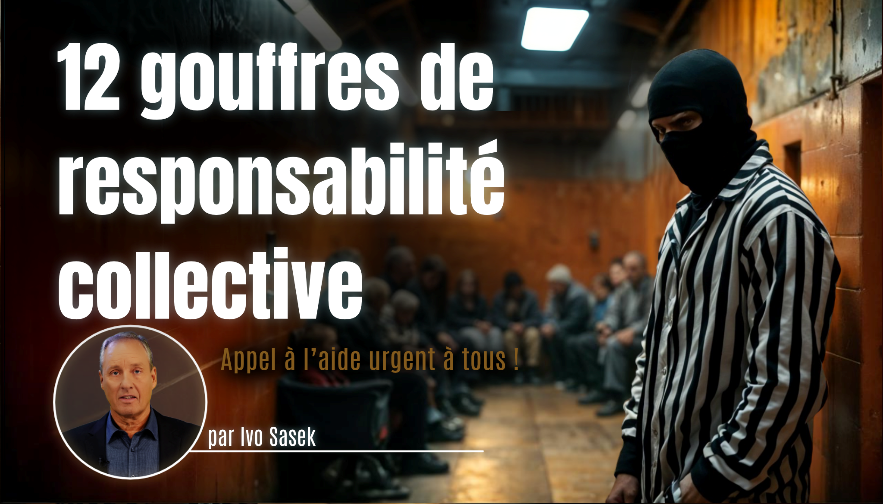 12 gouffres de
responsabilité
collective
Appel à l’aide urgent à tous !
par Ivo Sasek